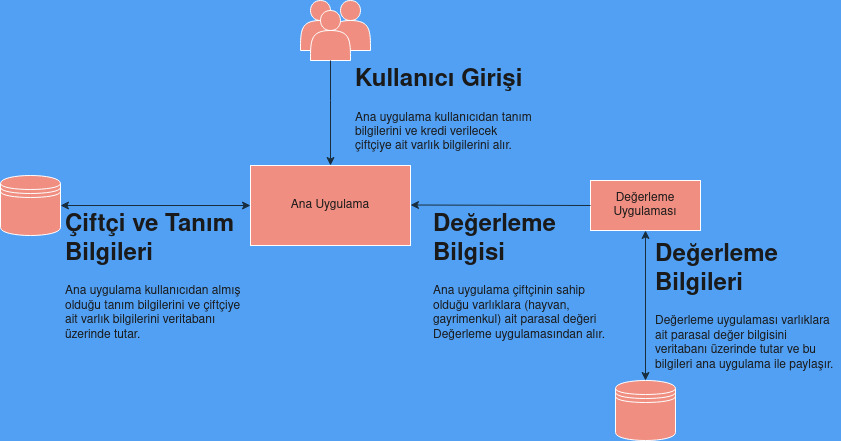 Kullanıcı Girişi
Ana uygulama kullanıcıdan tanım
bilgilerini ve kredi verilecek
çiftçiye ait varlık bilgilerini alır.
Ana Uygulama
Değerleme
Uygulaması
Çiftçi ve Tanım
Bilgileri
Ana uygulama kullanıcıdan almış
olduğu tanım bilgilerini ve çiftçiye
ait varlık bilgilerini veritabanı
üzerinde tutar.
Değerleme
Bilgisi
Ana uygulama çiftçinin sahip
olduğu varlıklara (hayvan,
gayrimenkul) ait parasal değeri
Değerleme uygulamasından alır.
Değerleme
Bilgileri
Değerleme uygulaması varlıklara
ait parasal değer bilgisini
veritabanı üzerinde tutar ve bu
bilgileri ana uygulama ile paylaşır.